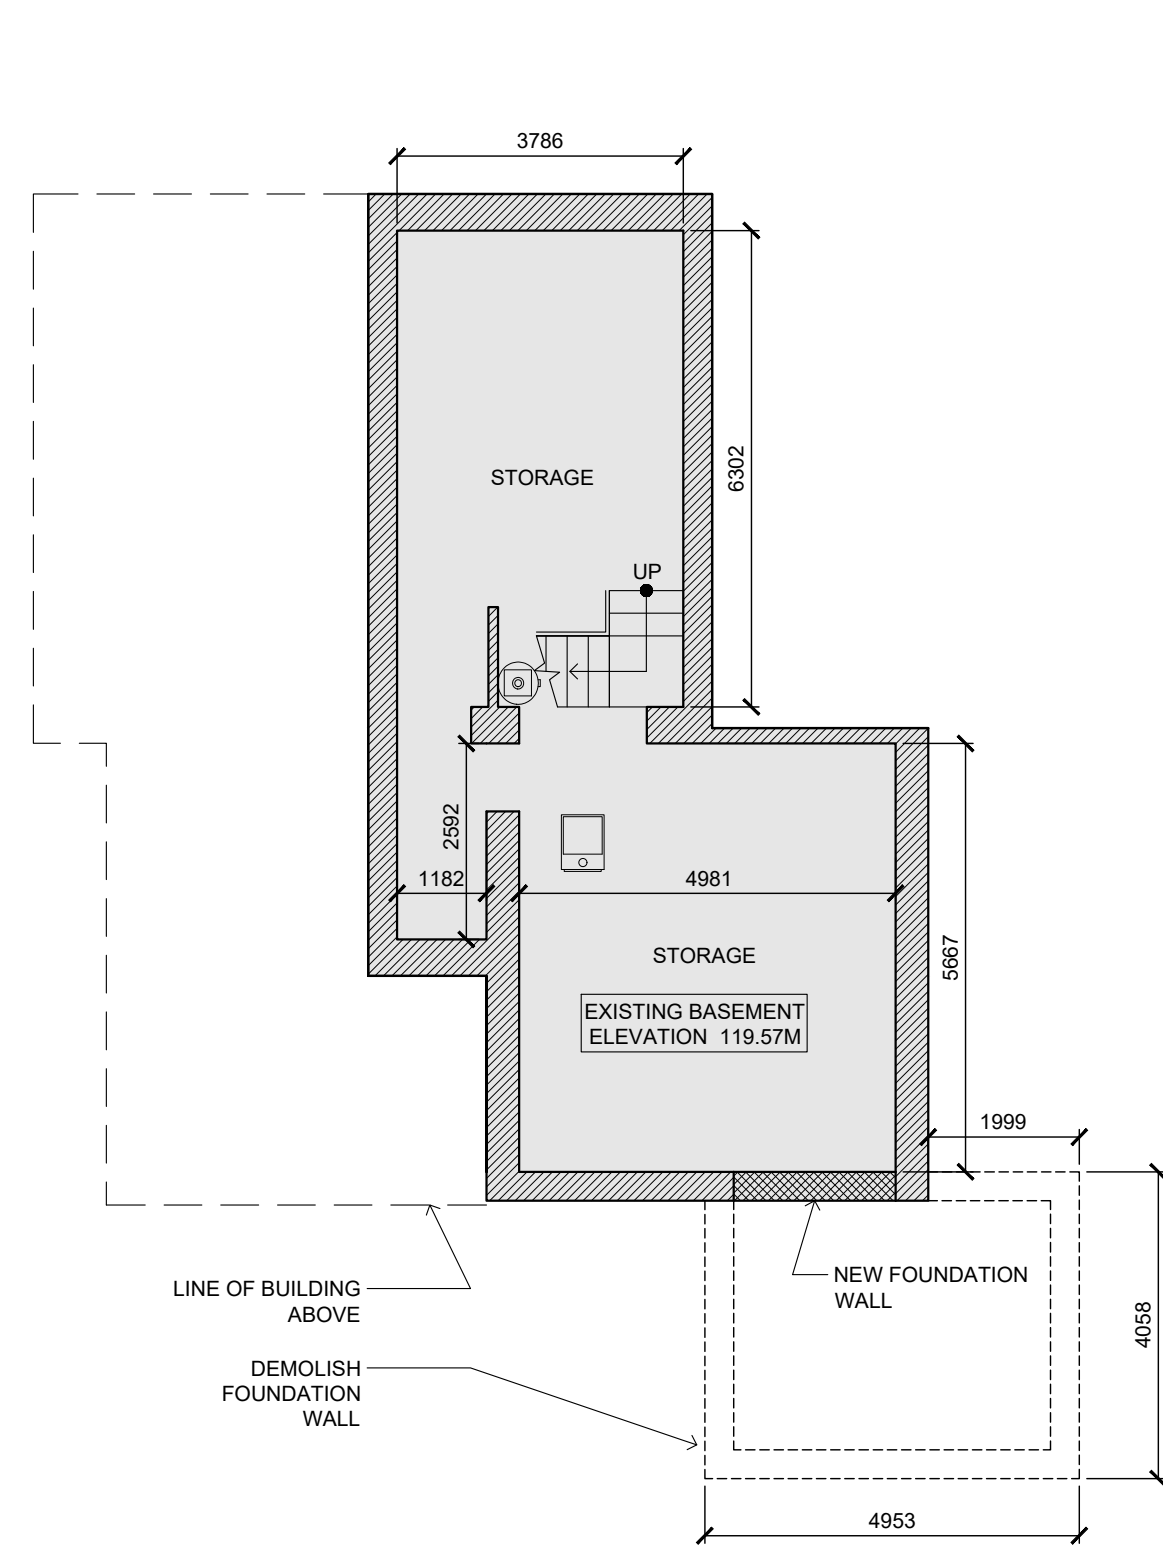 3786
6302
STORAGE
UP
2592
1182
4981
STORAGE
5667
EXISTING BASEMENT
ELEVATION 119.57M
1999
LINE OF BUILDING
ABOVE
NEW FOUNDATION
WALL
4058
DEMOLISH
FOUNDATION
WALL
4953